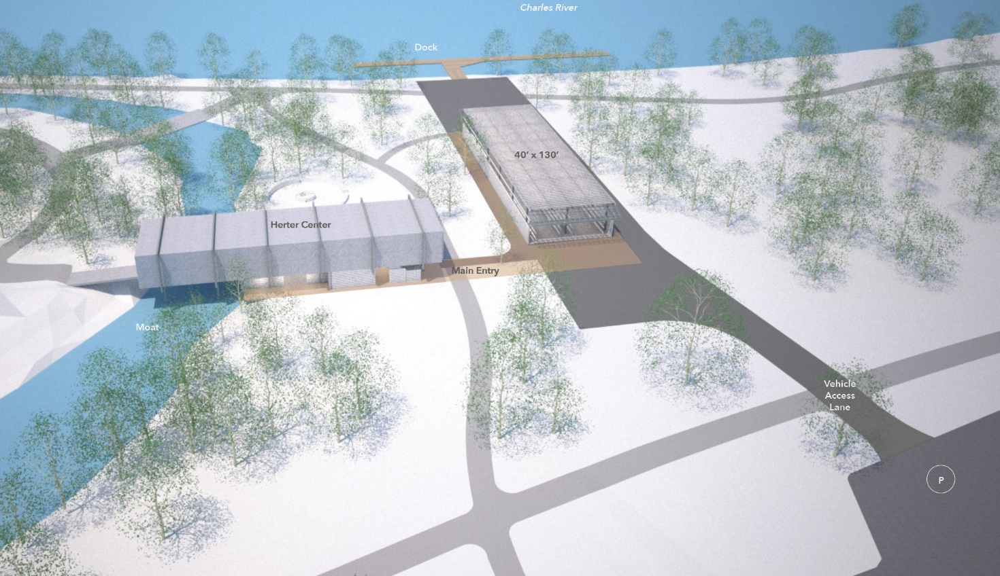 Charles River
Dock
40’ x 130’
Herter Center
Main Entry
Moat
Vehicle
Access
Lane
P